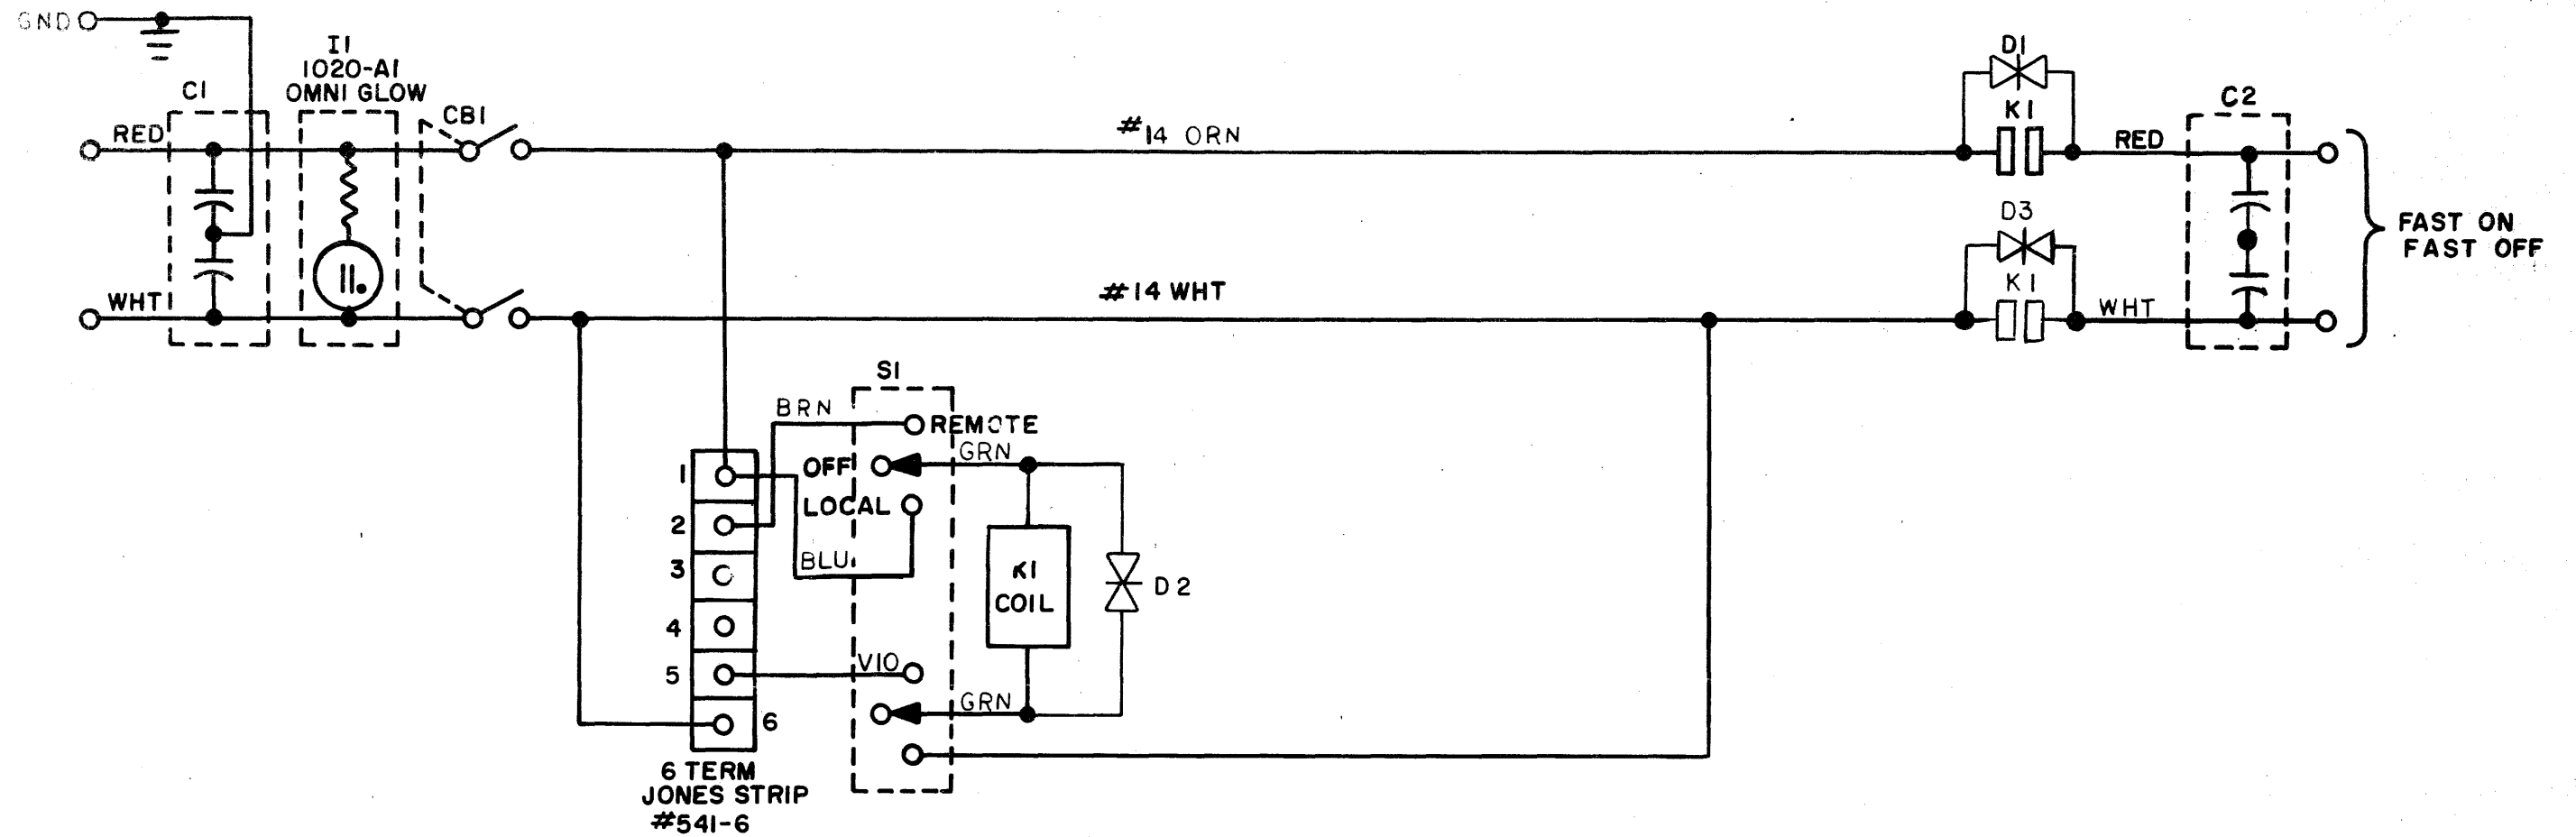 GND
I1
1020-A1
OMNI GLOW
C1
CB1
RED
#14 ORN
D1
K1
RED
C2
D3
K1
FAST ON
FAST OFF
WHT
#14 WHT
WHT
S1
BRN
REMOTE
GRN
OFF
LOCAL
1
2
3
4
5
6
BLU
K1
COIL
D2
VIO
GRN
6 TERM
JONES STRIP
#541-6